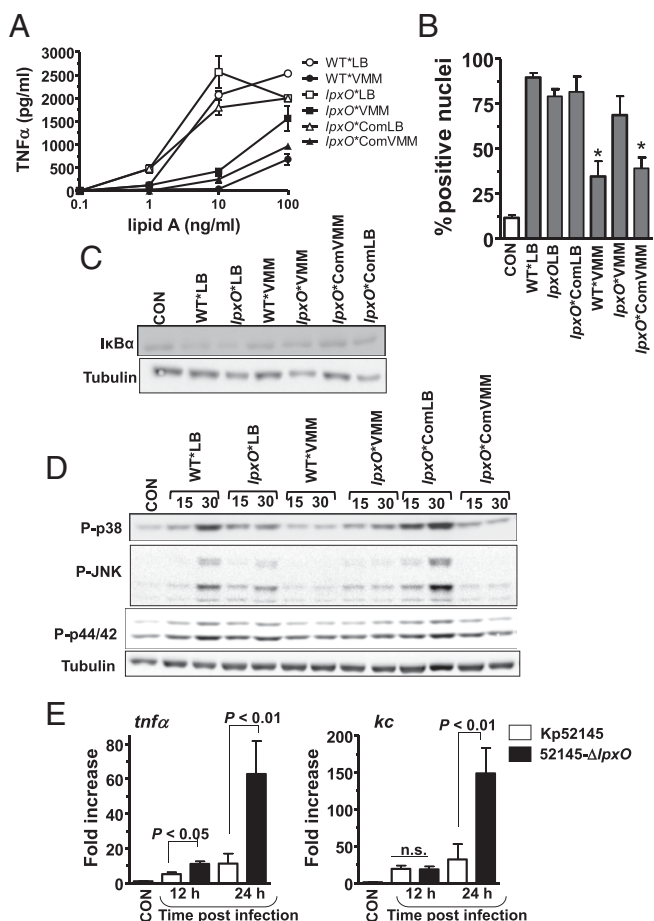 A
TNFα (pg/ml)
3000
2500
2000
1500
1000
500
0
0.1 1 10 100
lipid A (ng/ml)
WT*LB
WT*VMM
lpxO*LB
lpxO*VMM
lpxO*ComLB
lpxO*ComVMM
B
% positive nuclei
100
75
50
25
0
* *
CON
WT*LB
lpxOLB
lpxO*ComLB
WT*VMM
lpxO*VMM
lpxO*ComVMM
C
CON
WT*LB
lpxO*LB
WT*VMM
lpxO*VMM
lpxO*ComVMM
lpxO*ComLB
IκBα
Tubulin
D
CON
WT*LB
lpxO*LB
WT*VMM
lpxO*VMM
lpxO*ComLB
lpxO*ComVMM
15 30 15 30 15 30 15 30 15 30 15 30
P-p38
P-JNK
P-p44/42
Tubulin
E
tnfα
Fold increase
80
60
40
20
0
P < 0.05
P < 0.01
CON
12 h 24 h
Time post infection
kc
Fold increase
200
150
100
50
0
n.s.
P < 0.01
CON
12 h 24 h
Time post infection
Kp52145
52145-ΔlpxO